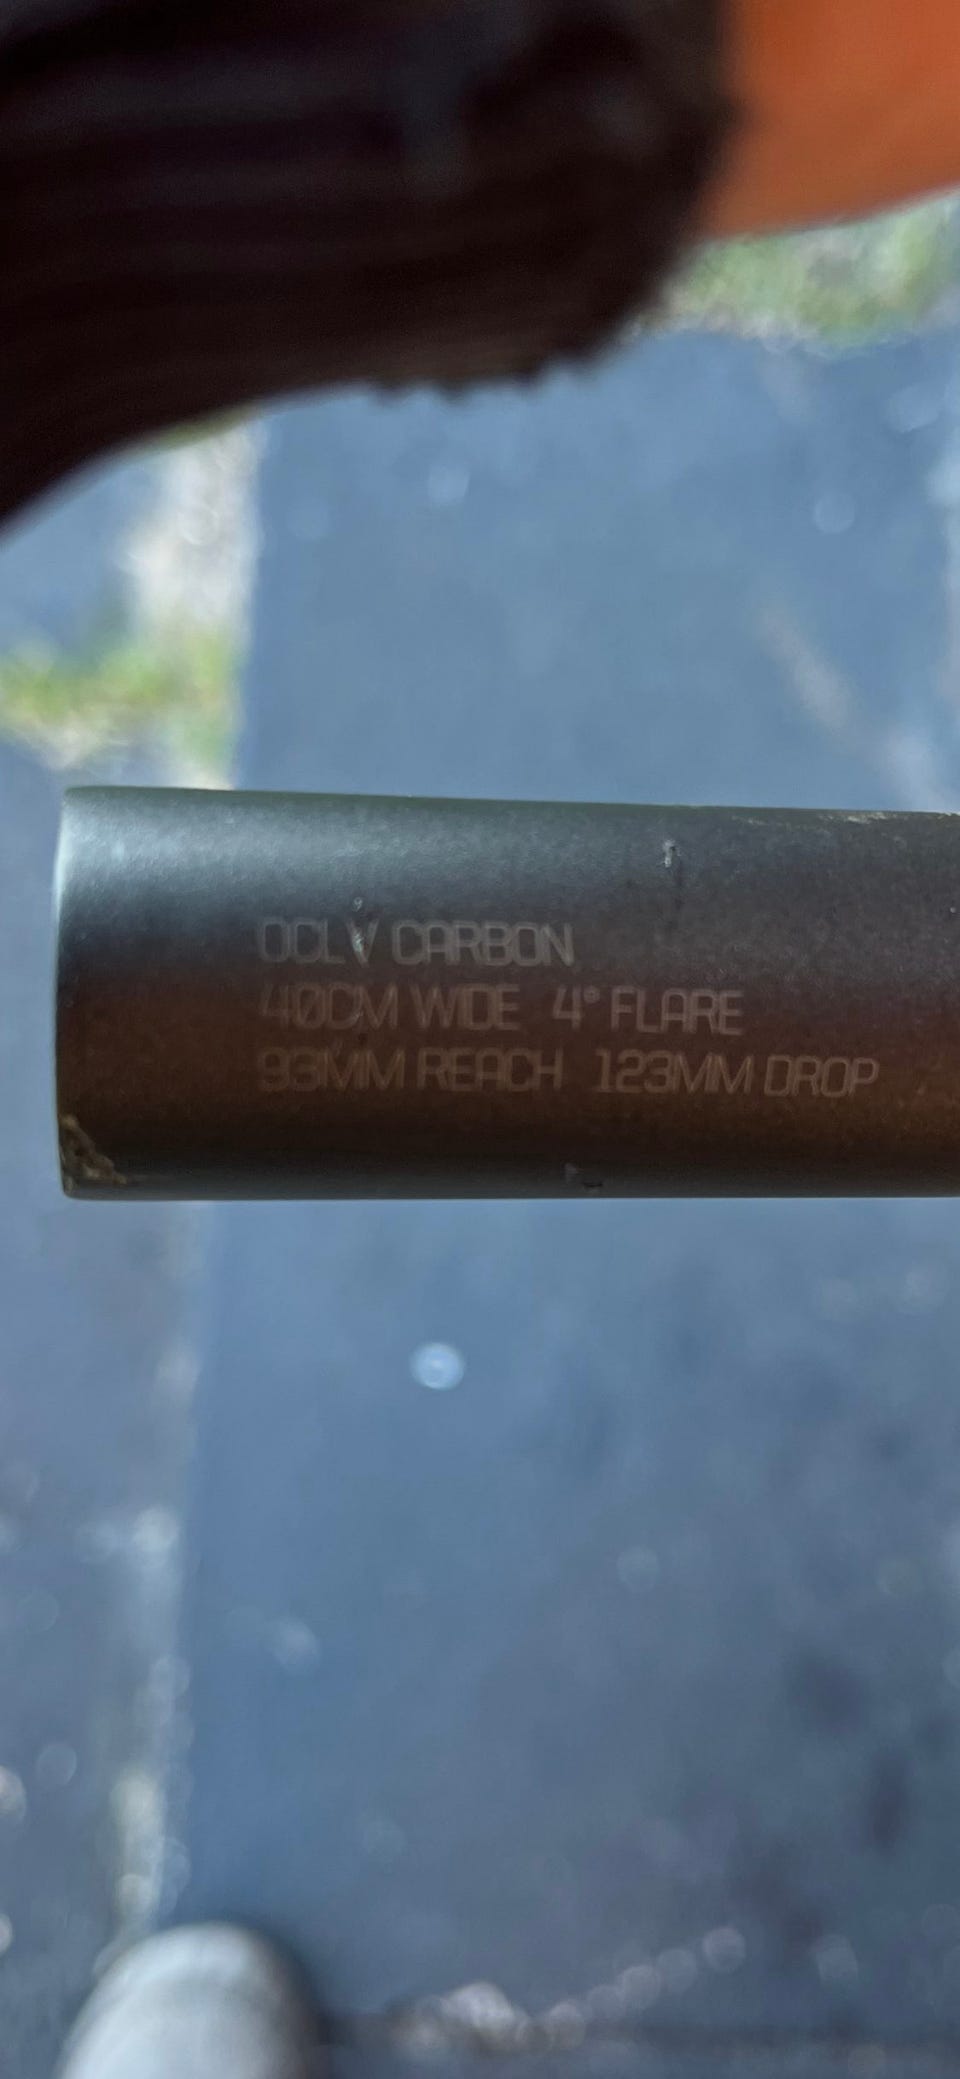 OCLV CARBON
40CM WIDE 4° FLARE
93MM REACH 123MM DROP